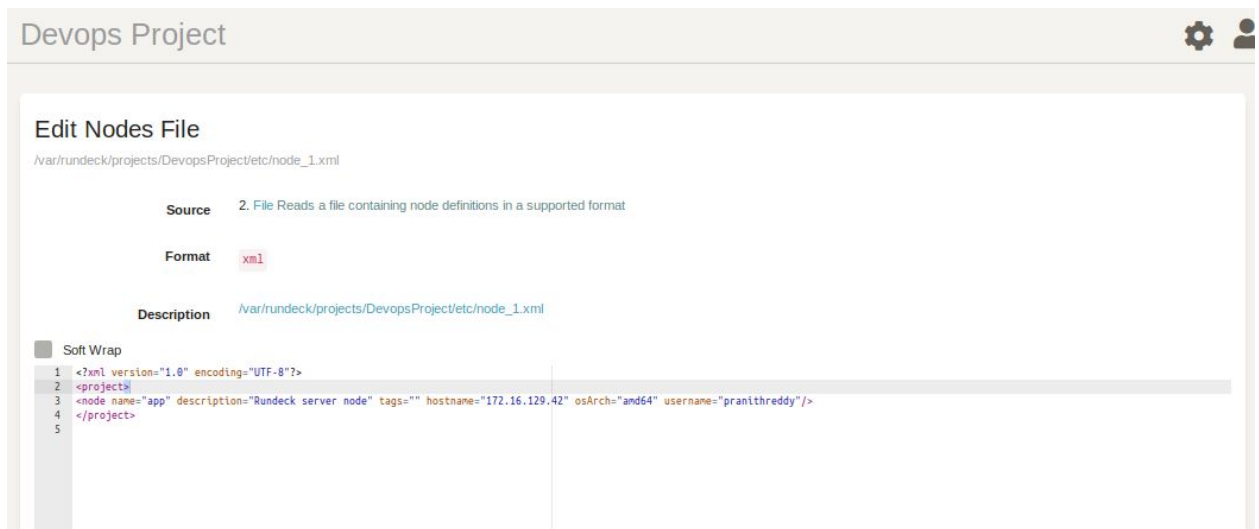 Devops Project
Edit Nodes File
/var/rundeck/projects/DevopsProject/etc/node_1.xml
Source 2. File Reads a file containing node definitions in a supported format
Format xml
Description /var/rundeck/projects/DevopsProject/etc/node_1.xml
Soft Wrap
1 <?xml version="1.0" encoding="UTF-8"?>
2 <project>
3 <node name="app" description="Rundeck server node" tags="" hostname="172.16.129.42" osArch="amd64" username="pranithreddy"/>
4 </project>
5